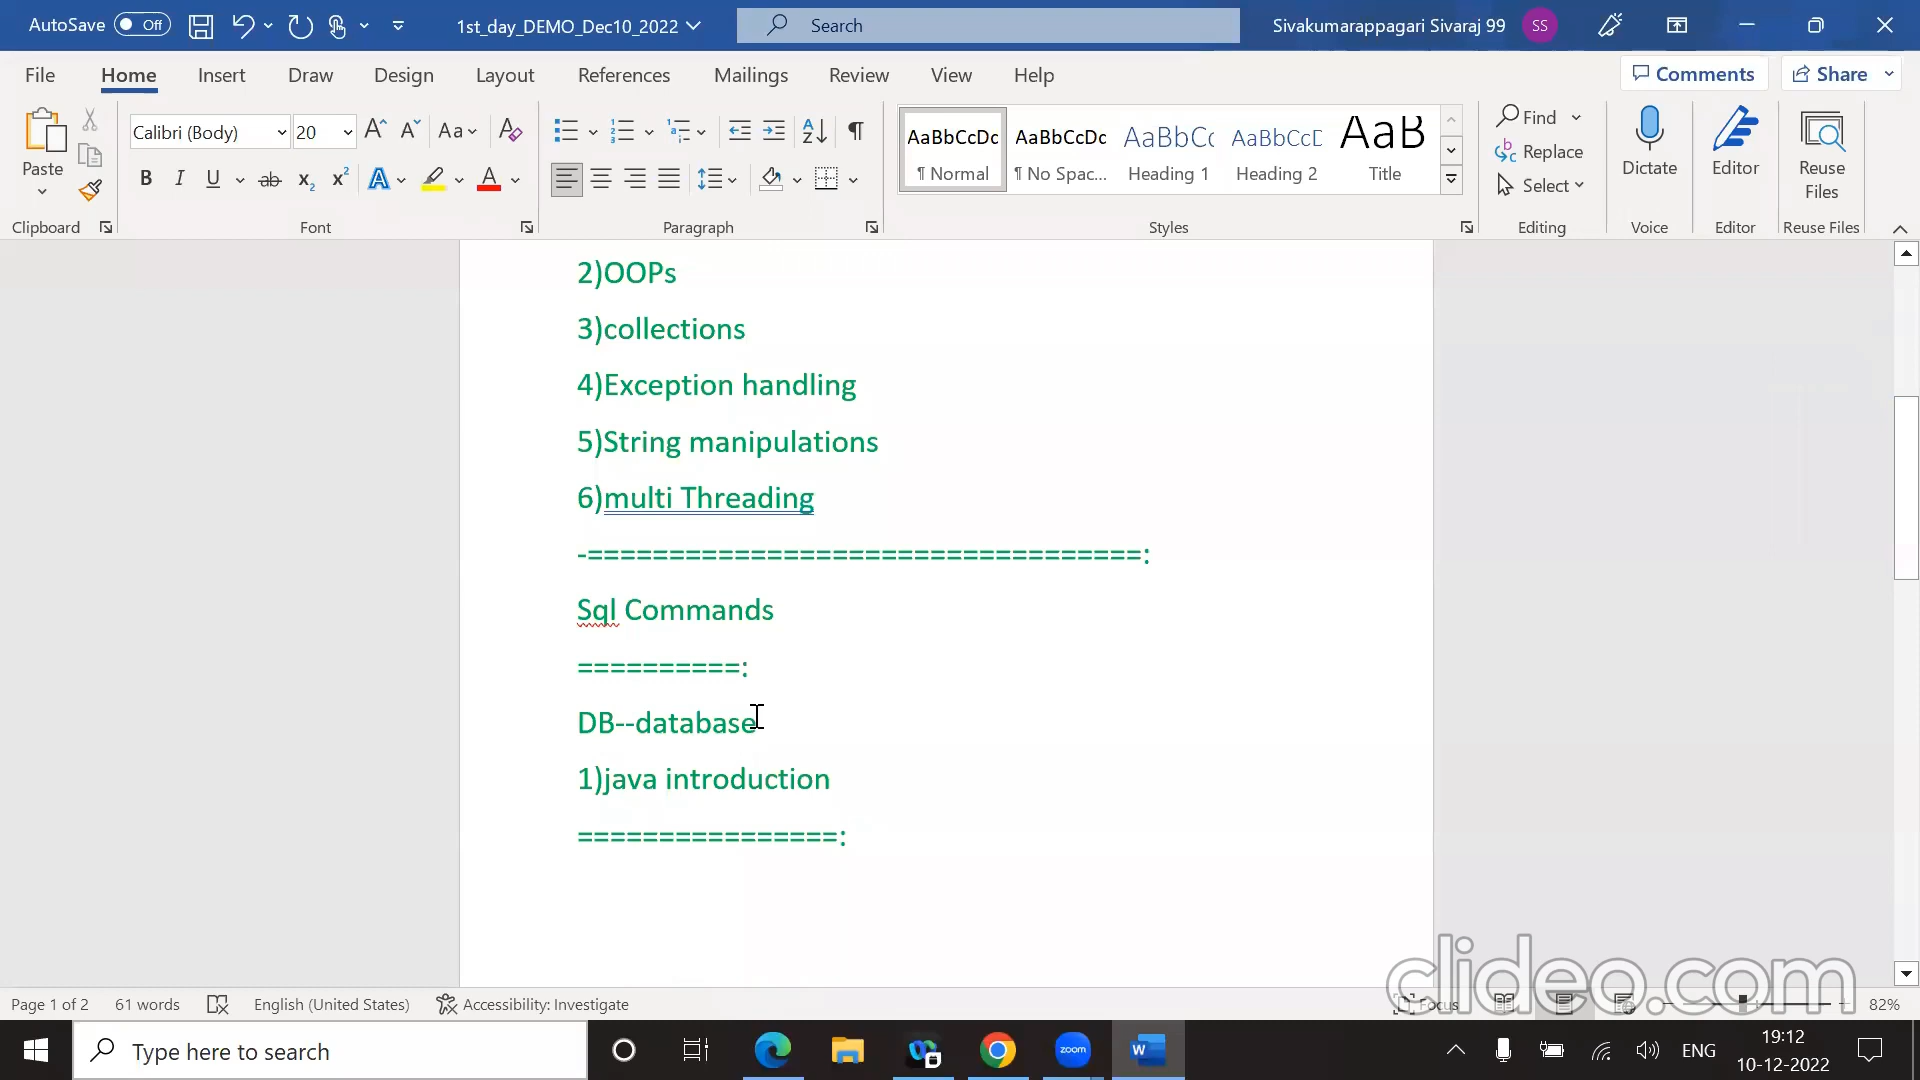 AutoSave Off 1st_day_DEMO_Dec10_2022 Search Sivakumarappagari Sivaraj 99 SS
File Home Insert Draw Design Layout References Mailings Review View Help Comments Share
Calibri (Body) 20 Aa AaBbCcDc AaBbCcDc AaBbCc AaBbCcD AaB Find
Paste ¶ Normal ¶ No Spac... Heading 1 Heading 2 Title Replace Dictate Editor Reuse Files
Select
Clipboard Font Paragraph Styles Editing Voice Editor Reuse Files
2)OOPs
3)collections
4)Exception handling
5)String manipulations
6)multi Threading
-==================================:
Sql Commands
==========:
DB--database
1)java introduction
================:
clideo.com
Page 1 of 2 61 words English (United States) Accessibility: Investigate Focus 82%
Type here to search zoom W ENG 19:12
10-12-2022